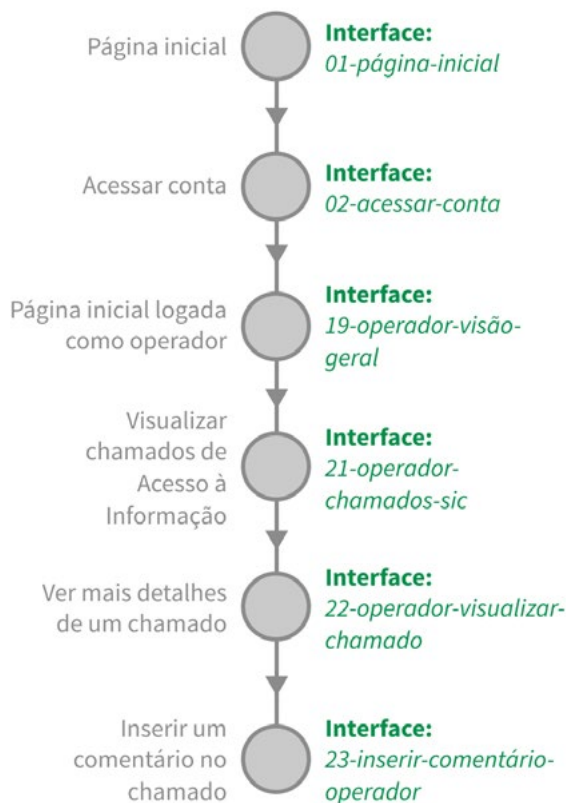 Página inicial
Interface:
01-página-inicial
Acessar conta
Interface:
02-acessar-conta
Página inicial logada
como operador
Interface:
19-operador-visão-
geral
Visualizar
chamados de
Acesso à
Informação
Interface:
21-operador-
chamados-sic
Ver mais detalhes
de um chamado
Interface:
22-operador-visualizar-
chamado
Inserir um
comentário no
chamado
Interface:
23-inserir-comentário-
operador